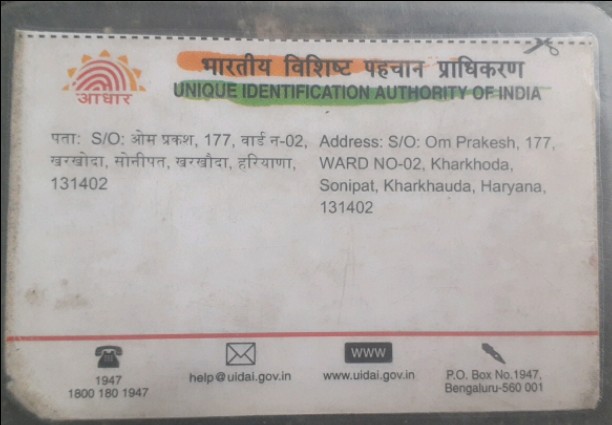 भारतीय विशिष्ट पहचान प्राधिकरण
UNIQUE IDENTIFICATION AUTHORITY OF INDIA
आधार
पता: S/O: ओम प्रकश, 177, वार्ड न-02,
खरखोदा, सोनीपत, खरखौदा, हरियाणा,
131402
Address: S/O: Om Prakesh, 177,
WARD NO-02, Kharkhoda,
Sonipat, Kharkhauda, Haryana,
131402
1947
1800 180 1947
help@uidai.gov.in
www
www.uidai.gov.in
P.O. Box No.1947,
Bengaluru-560 001